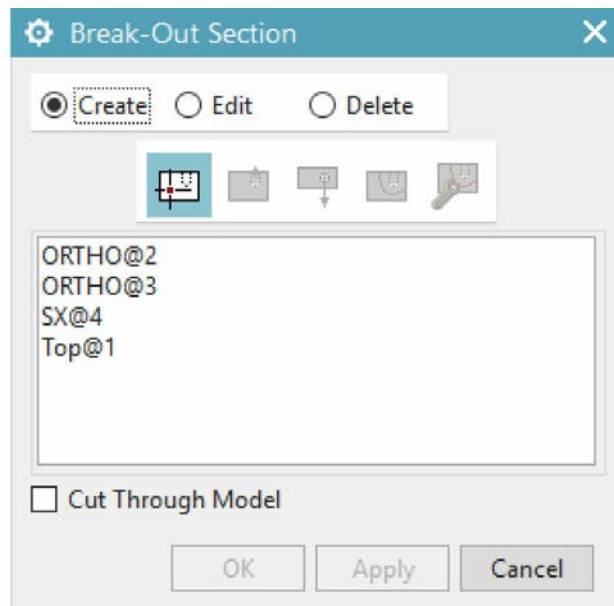 Break-Out Section
Create Edit Delete
ORTHO@2
ORTHO@3
SX@4
Top@1
Cut Through Model
OK Apply Cancel